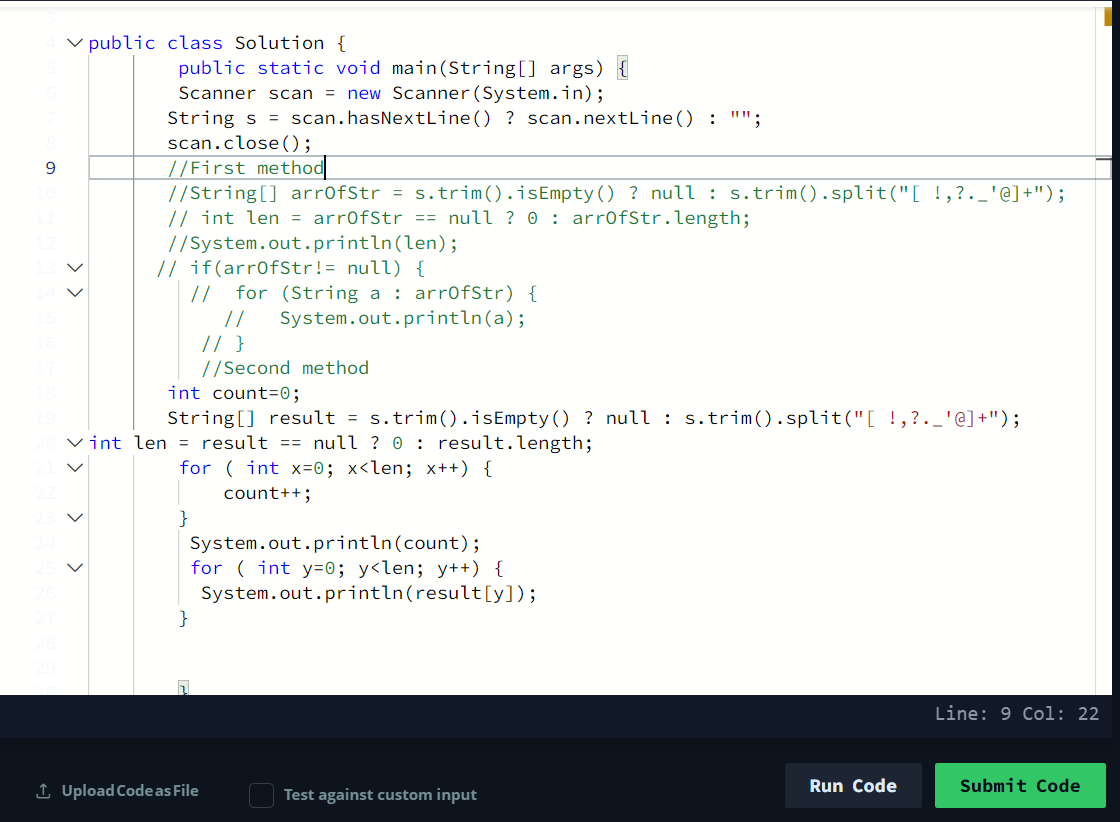 3
4 public class Solution {
5 public static void main(String[] args) {
6 Scanner scan = new Scanner(System.in);
7 String s = scan.hasNextLine() ? scan.nextLine() : "";
8 scan.close();
9 //First method
10 //String[] arrOfStr = s.trim().isEmpty() ? null : s.trim().split("[ !,?._'@]+");
11 // int len = arrOfStr == null ? 0 : arrOfStr.length;
12 //System.out.println(len);
13 // if(arrOfStr!= null) {
14 //  for (String a : arrOfStr) {
15 //   System.out.println(a);
16 // }
17 //Second method
18 int count=0;
19 String[] result = s.trim().isEmpty() ? null : s.trim().split("[ !,?._'@]+");
20 int len = result == null ? 0 : result.length;
21 for ( int x=0; x<len; x++) {
22 count++;
23 }
24 System.out.println(count);
25 for ( int y=0; y<len; y++) {
26 System.out.println(result[y]);
27 }
28
29
30 }
Line: 9 Col: 22
Upload Code as File
Test against custom input
Run Code
Submit Code